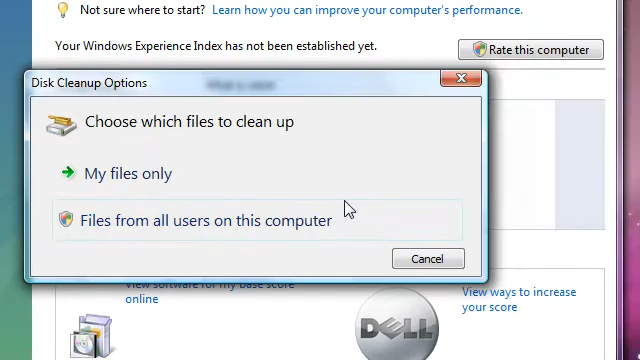 Not sure where to start? Learn how you can improve your computer's performance.
Your Windows Experience Index has not been established yet.
Rate this computer
Disk Cleanup Options
Choose which files to clean up
My files only
Files from all users on this computer
Cancel
View software for my base score
online
View ways to increase
your score
DELL